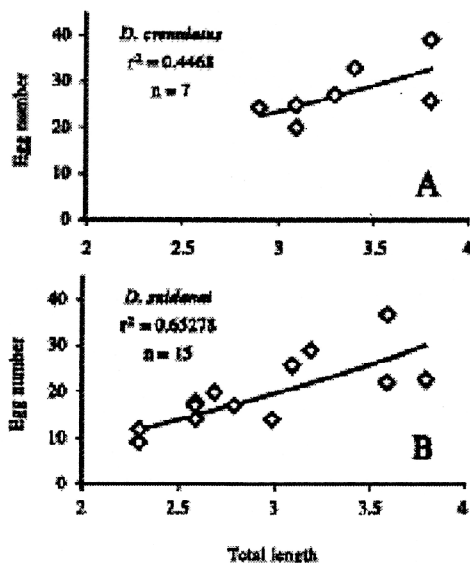 D. crenulatus
r² = 0.4468
n = 7
Egg number
40
30
20
10
0
A
2
2.5
3
3.5
4
D.
r² = 0.65278
n = 15
Egg number
40
30
20
10
0
B
2
2.5
3
3.5
4
Total length